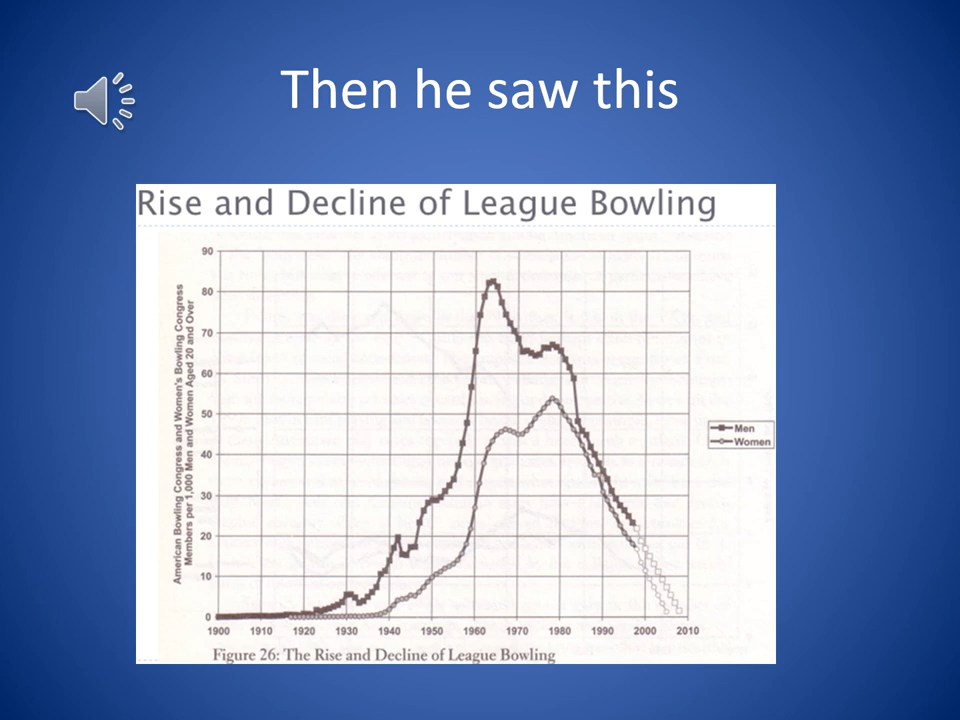 Then he saw this
Rise and Decline of League Bowling
American Bowling Congress and Women's Bowling Congress
Members per 1,000 Men and Women Aged 20 and Over
90
80
70
60
50
40
30
20
10
0
1900 1910 1920 1930 1940 1950 1960 1970 1980 1990 2000 2010
Men
Women
Figure 26: The Rise and Decline of League Bowling